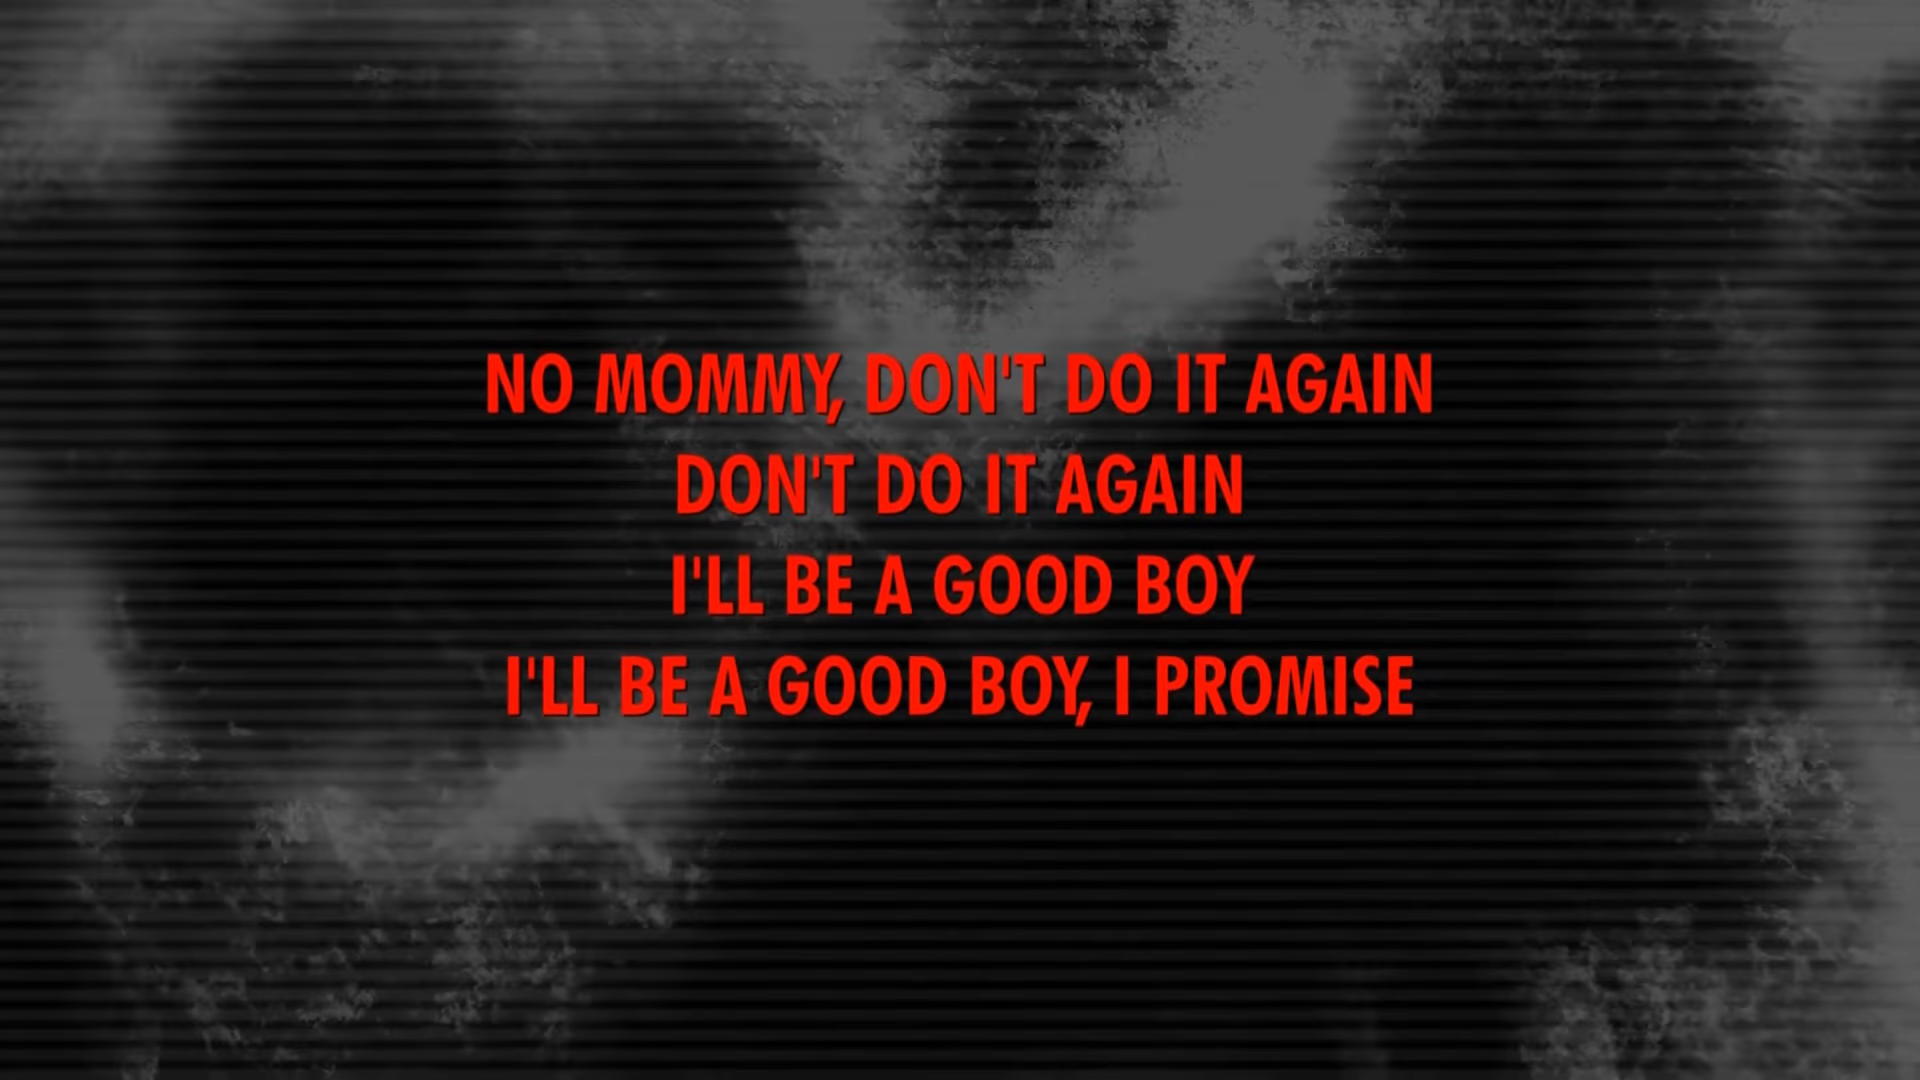 NO MOMMY, DON'T DO IT AGAIN
DON'T DO IT AGAIN
I'LL BE A GOOD BOY
I'LL BE A GOOD BOY, I PROMISE